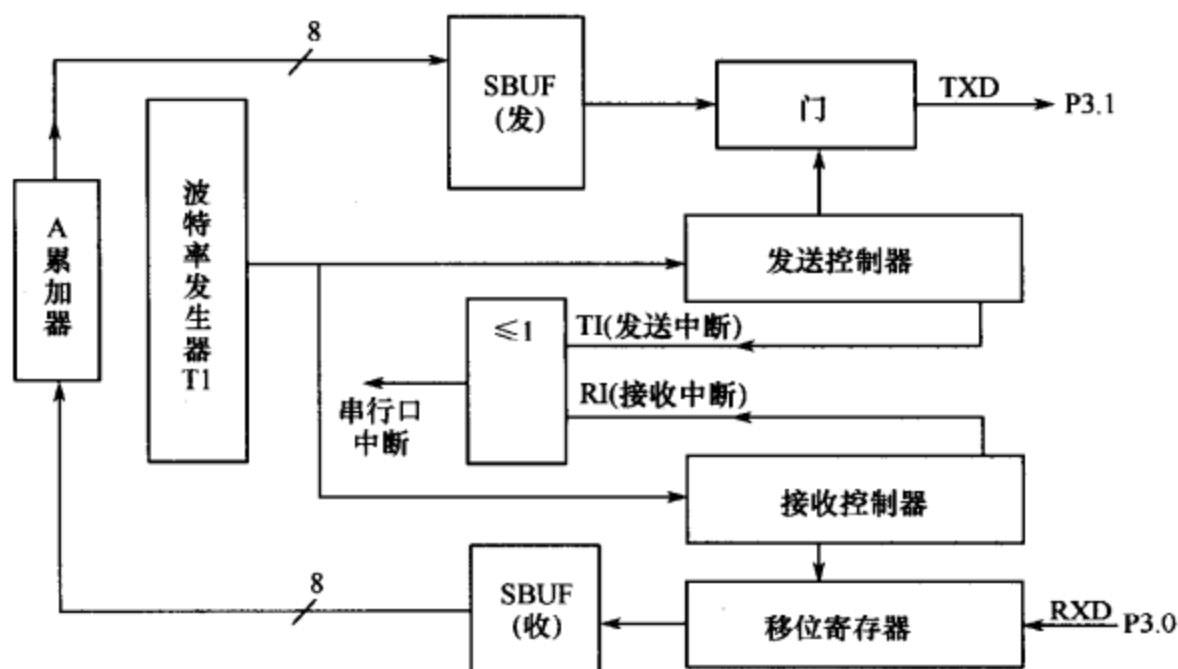 8
SBUF
(发)
门
TXD
P3.1
A
累
加
器
波
特
率
发
生
器
T1
发送控制器
≤1
TI(发送中断)
RI(接收中断)
串行口
中断
接收控制器
8
SBUF
(收)
移位寄存器
RXD
P3.0